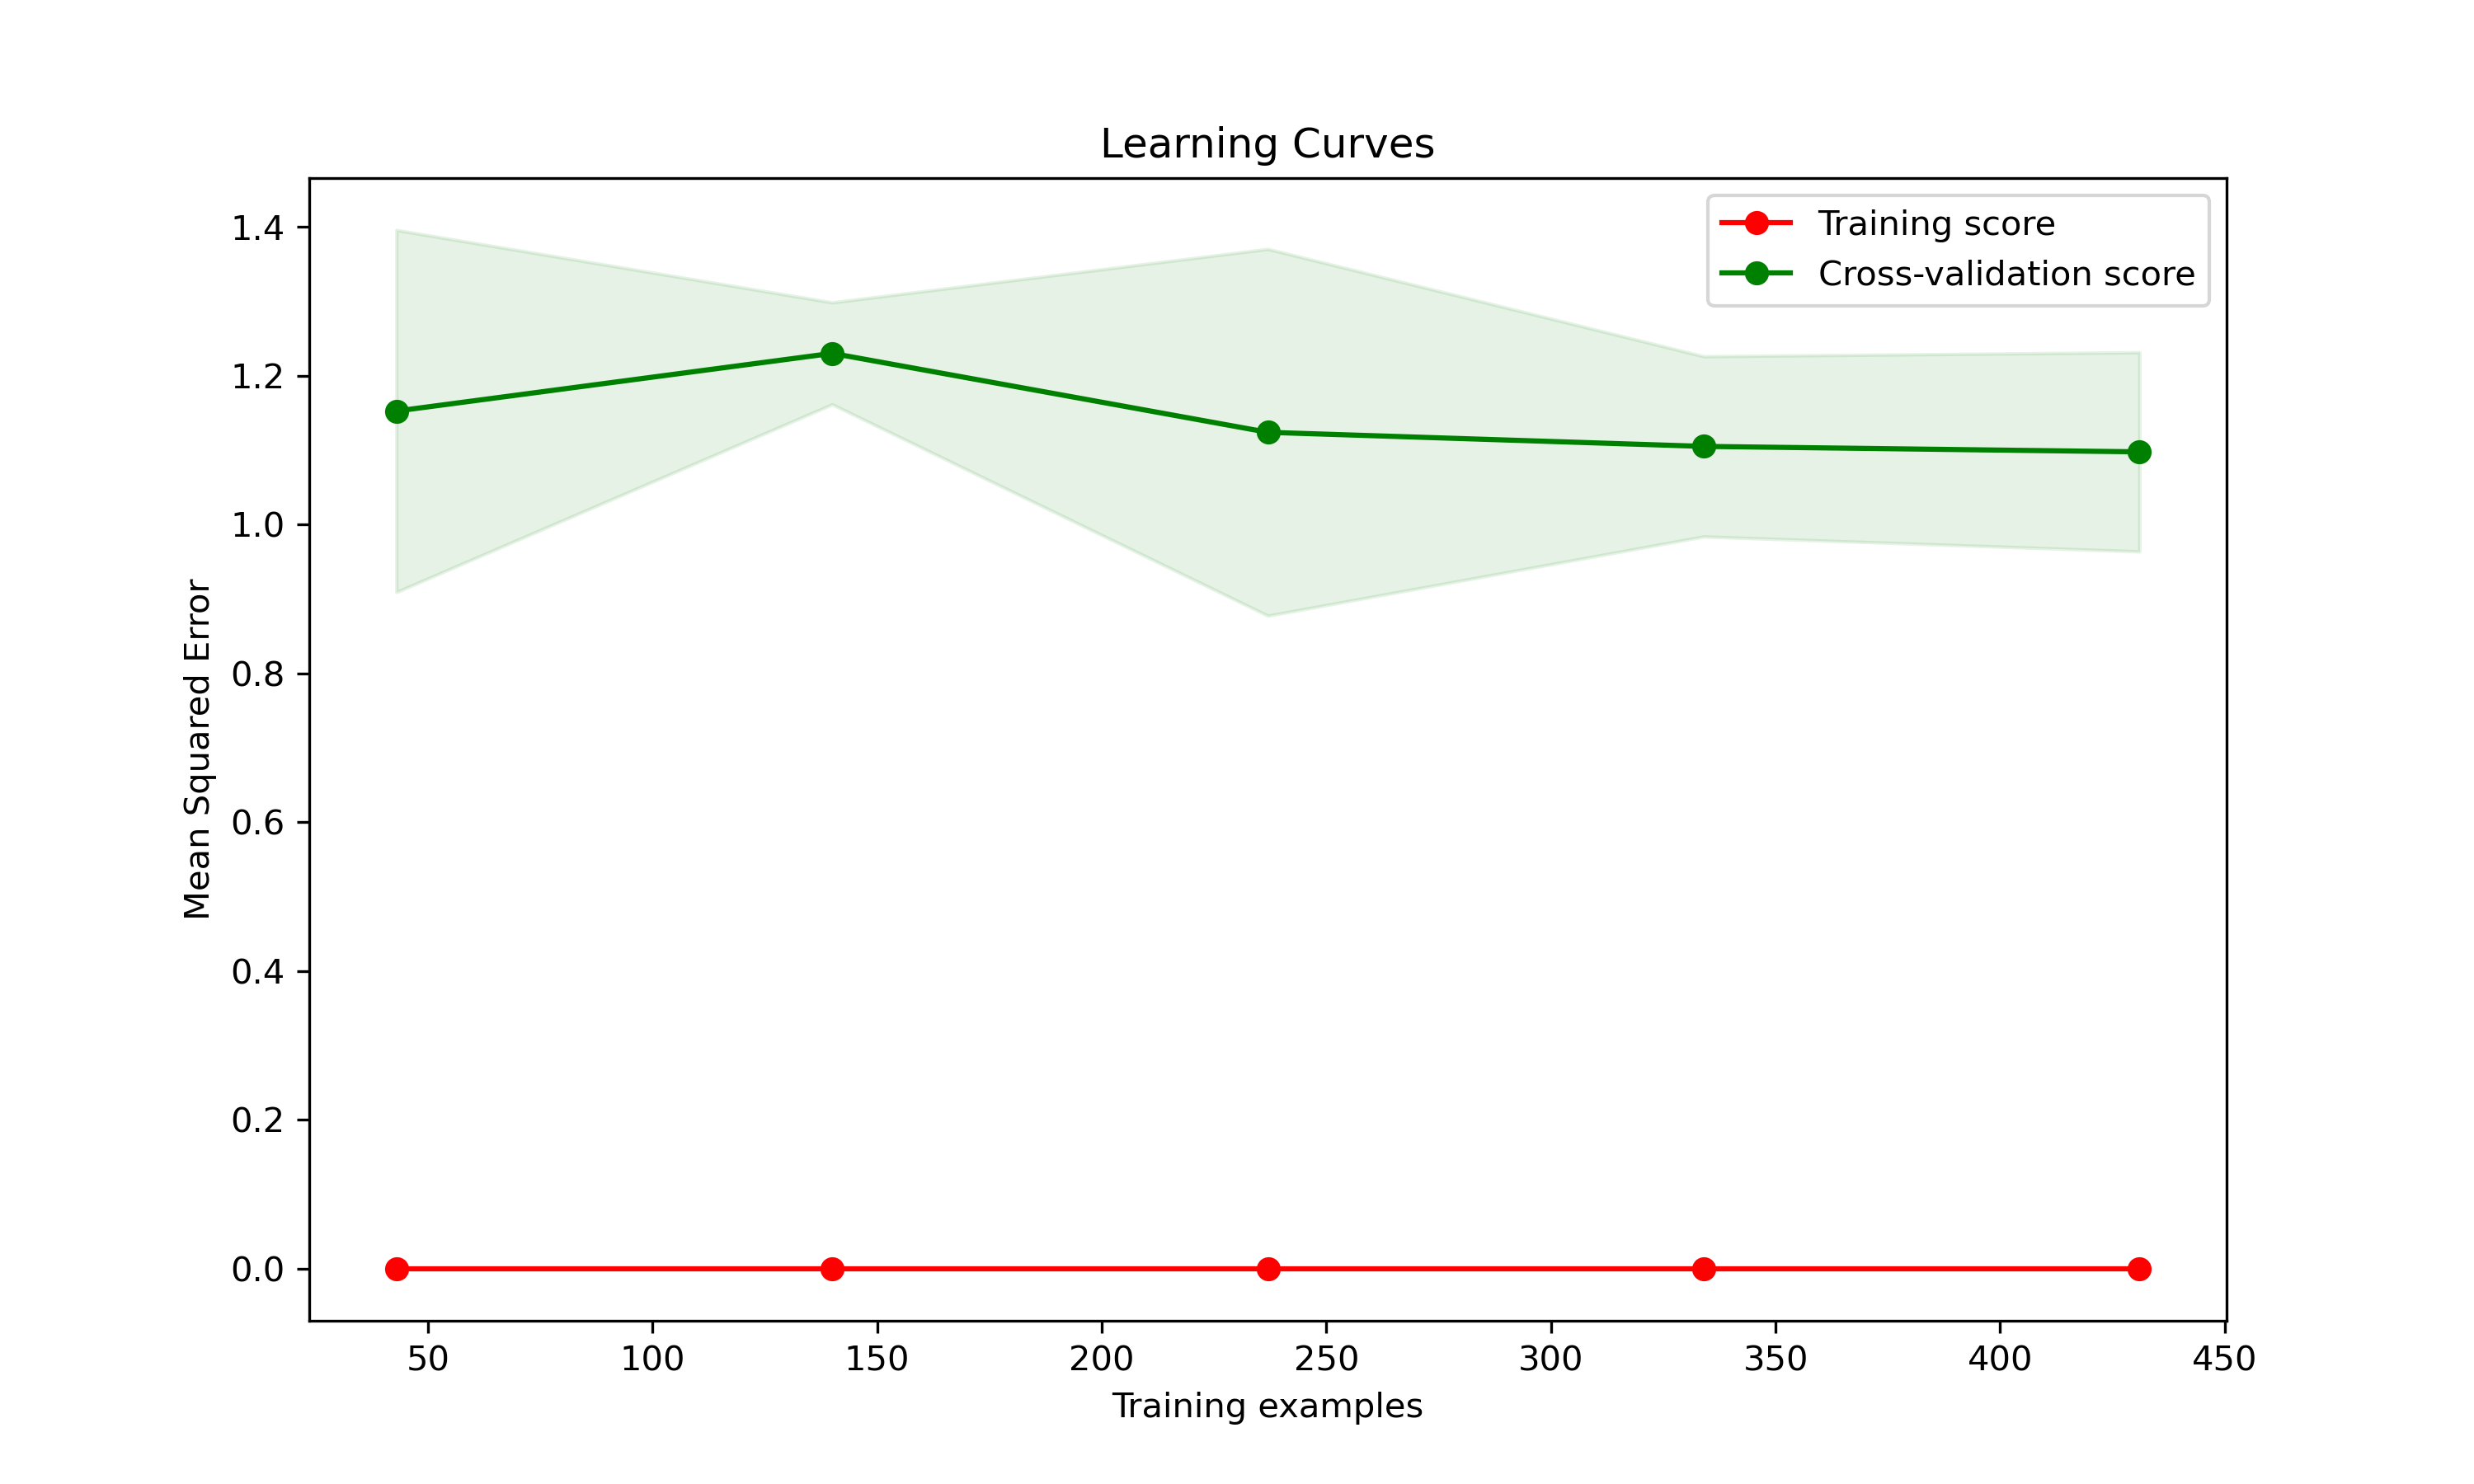 Learning Curves
Training score
Cross-validation score
Mean Squared Error
1.4
1.2
1.0
0.8
0.6
0.4
0.2
0.0
50 100 150 200 250 300 350 400 450
Training examples